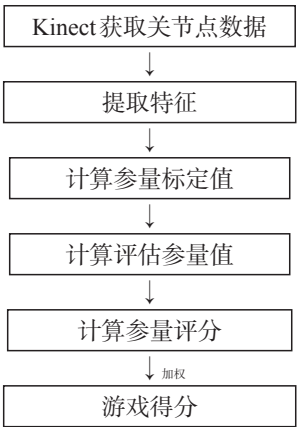 Kinect获取关节点数据
提取特征
计算参量标定值
计算评估参量值
计算参量评分
加权
游戏得分